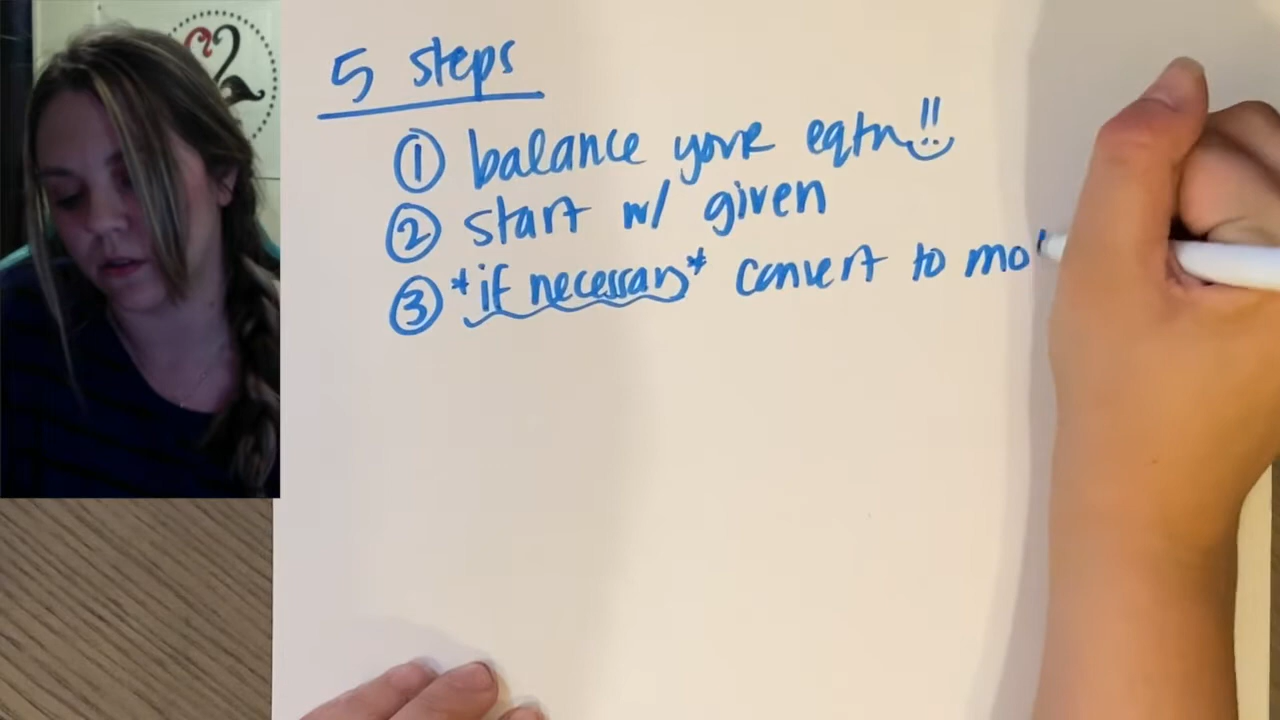 5 steps
① balance your eqtn!!
② start w/ given
③ *if necessary* convert to mo